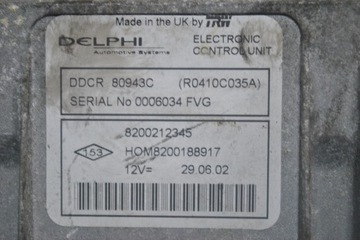 Made in the UK by TRW
DELPHI
Automotive Systems
ELECTRONIC
CONTROL UNIT
DDCR 80943C (R0410C035A)
SERIAL No 0006034 FVG
8200212345
153
HOM8200188917
12V= 29.06.02